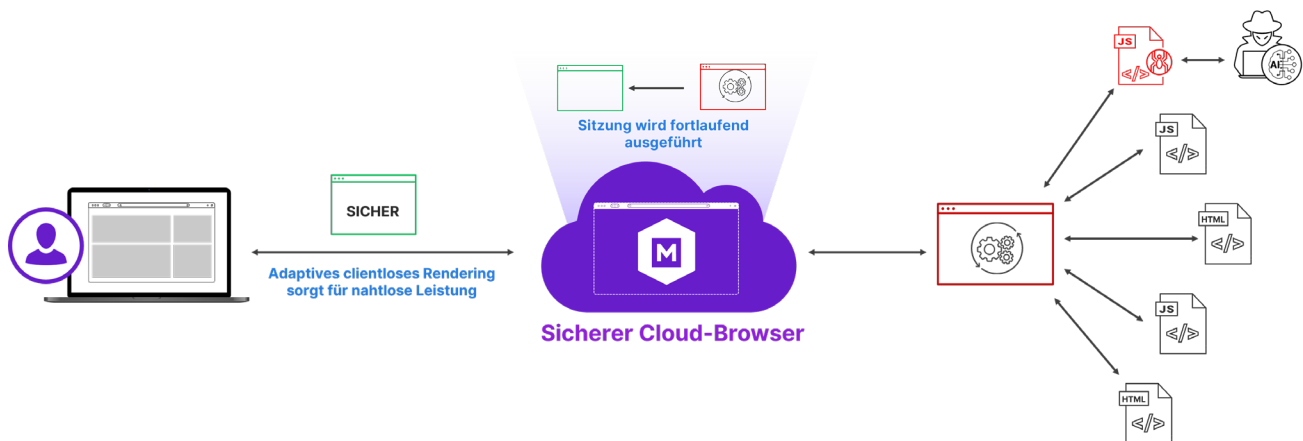 JS
AI
Sitzung wird fortlaufend
ausgeführt
JS
SICHER
HTML
M
Adaptives clientloses Rendering
sorgt für nahtlose Leistung
JS
Sicherer Cloud-Browser
HTML